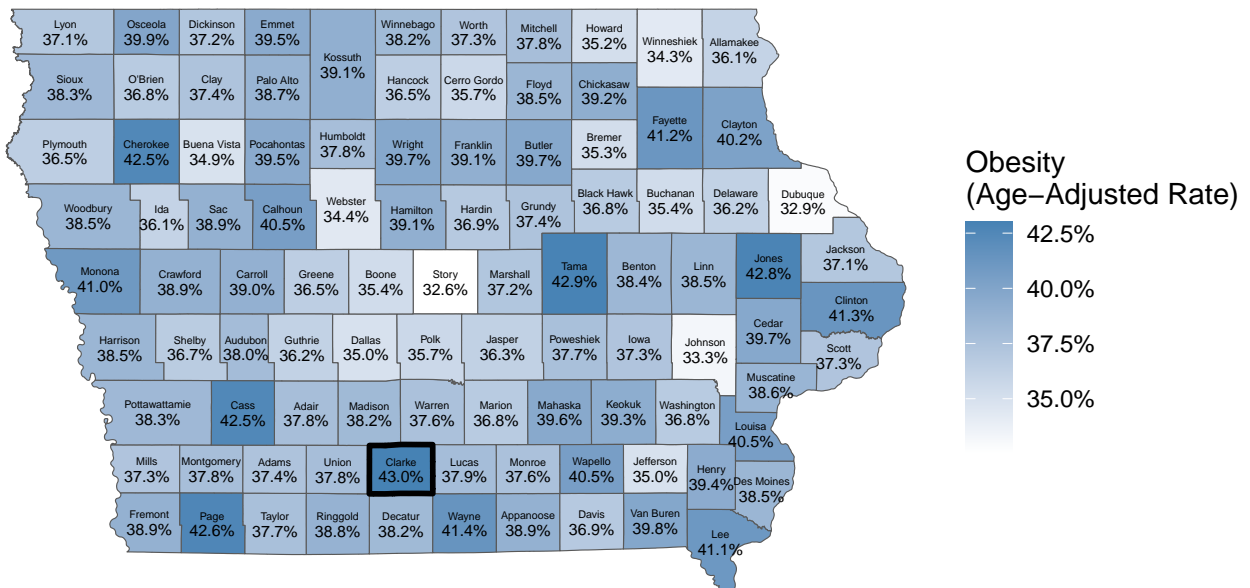 Lyon
37.1%
Osceola
39.9%
Dickinson
37.2%
Emmet
39.5%
Winnebago
38.2%
Worth
37.3%
Mitchell
37.8%
Howard
35.2%
Winneshiek
34.3%
Allamakee
36.1%
Kossuth
39.1%
Sioux
38.3%
O'Brien
36.8%
Clay
37.4%
Palo Alto
38.7%
Hancock
36.5%
Cerro Gordo
35.7%
Floyd
38.5%
Chickasaw
39.2%
Fayette
41.2%
Clayton
40.2%
Plymouth
36.5%
Cherokee
42.5%
Buena Vista
34.9%
Pocahontas
39.5%
Humboldt
37.8%
Wright
39.7%
Franklin
39.1%
Butler
39.7%
Bremer
35.3%
Woodbury
38.5%
Ida
36.1%
Sac
38.9%
Calhoun
40.5%
Webster
34.4%
Hamilton
39.1%
Hardin
36.9%
Grundy
37.4%
Black Hawk
36.8%
Buchanan
35.4%
Delaware
36.2%
Dubuque
32.9%
Monona
41.0%
Crawford
38.9%
Carroll
39.0%
Greene
36.5%
Boone
35.4%
Story
32.6%
Marshall
37.2%
Tama
42.9%
Benton
38.4%
Linn
38.5%
Jones
42.8%
Jackson
37.1%
Clinton
41.3%
Harrison
38.5%
Shelby
36.7%
Audubon
38.0%
Guthrie
36.2%
Dallas
35.0%
Polk
35.7%
Jasper
36.3%
Poweshiek
37.7%
Iowa
37.3%
Johnson
33.3%
Cedar
39.7%
Scott
37.3%
Muscatine
38.6%
Pottawattamie
38.3%
Cass
42.5%
Adair
37.8%
Madison
38.2%
Warren
37.6%
Marion
36.8%
Mahaska
39.6%
Keokuk
39.3%
Washington
36.8%
Louisa
40.5%
Mills
37.3%
Montgomery
37.8%
Adams
37.4%
Union
37.8%
Clarke
43.0%
Lucas
37.9%
Monroe
37.6%
Wapello
40.5%
Jefferson
35.0%
Henry
39.4%
Des Moines
38.5%
Fremont
38.9%
Page
42.6%
Taylor
37.7%
Ringgold
38.8%
Decatur
38.2%
Wayne
41.4%
Appanoose
38.9%
Davis
36.9%
Van Buren
39.8%
Lee
41.1%
Obesity
(Age−Adjusted Rate)
42.5%
40.0%
37.5%
35.0%